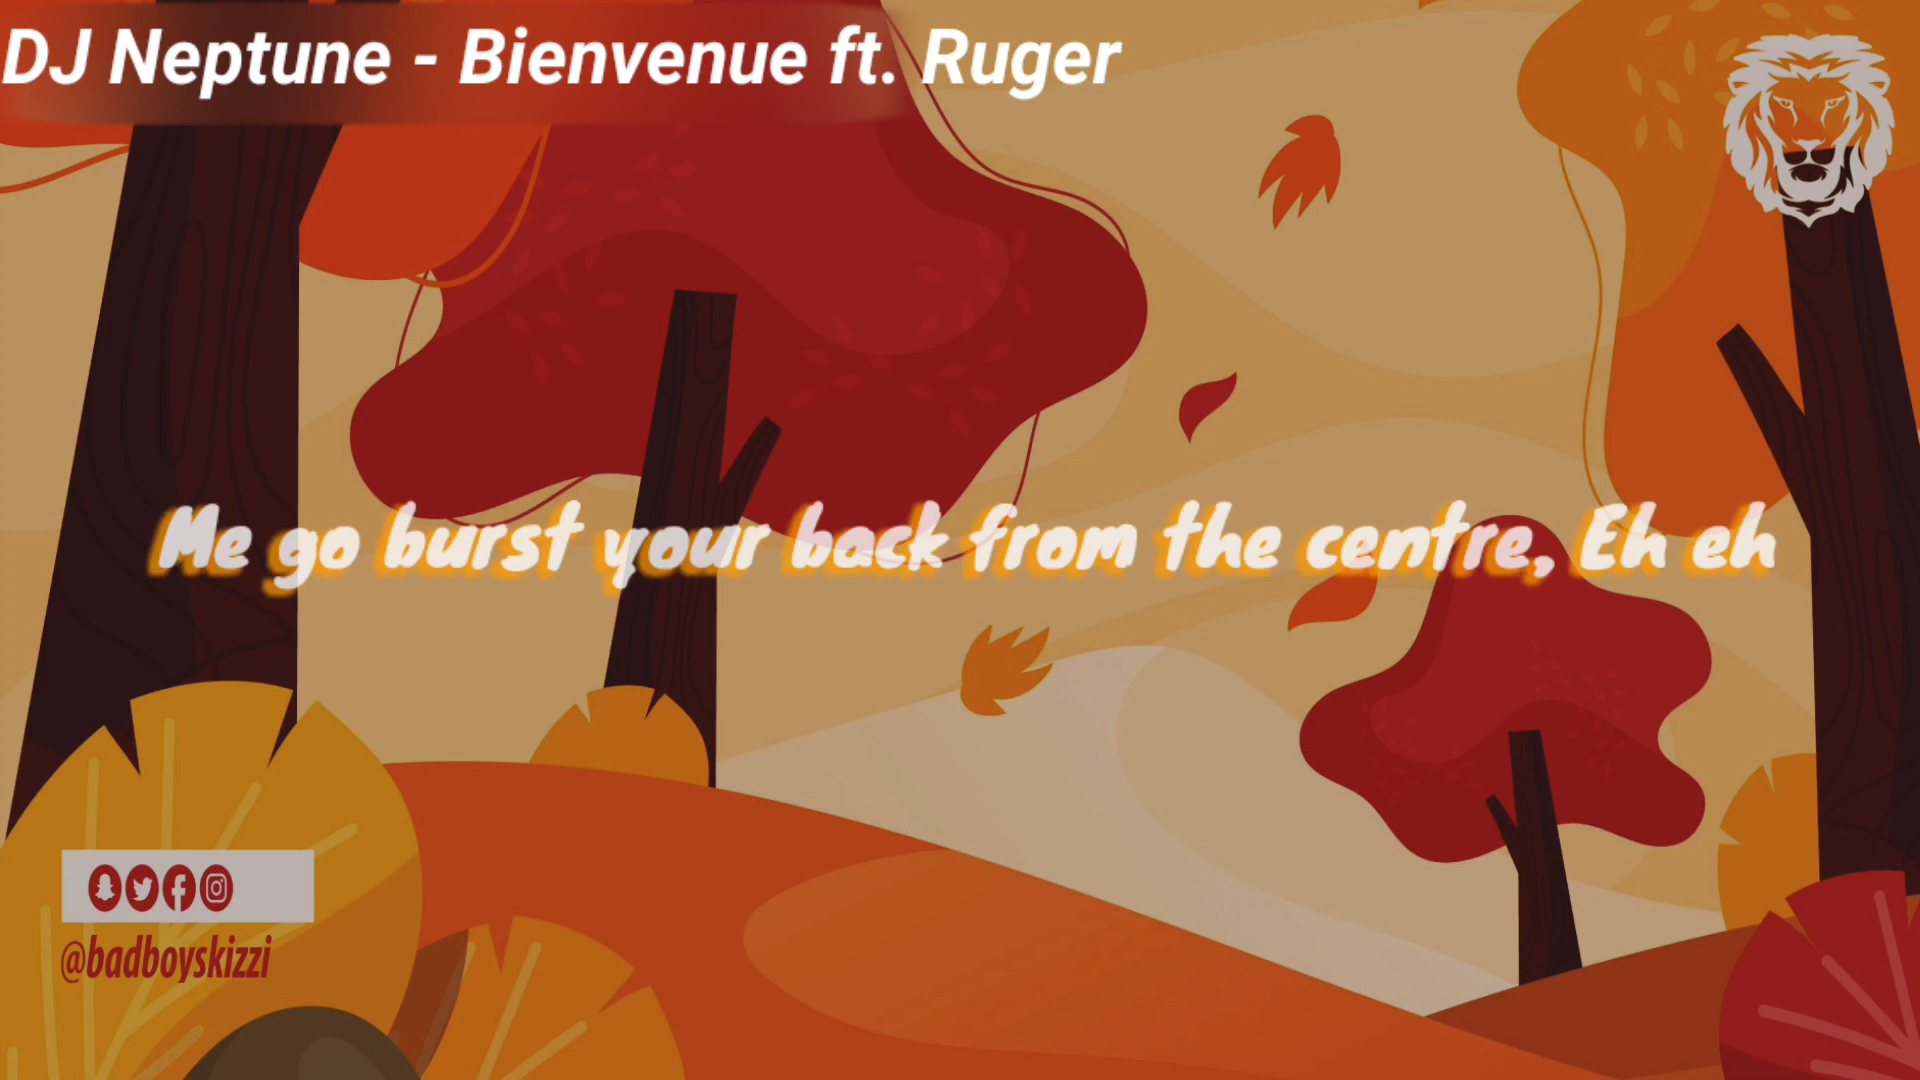 DJ Neptune - Bienvenue ft. Ruger
Me go burst your back from the centre, Eh eh
@badboyskizzi